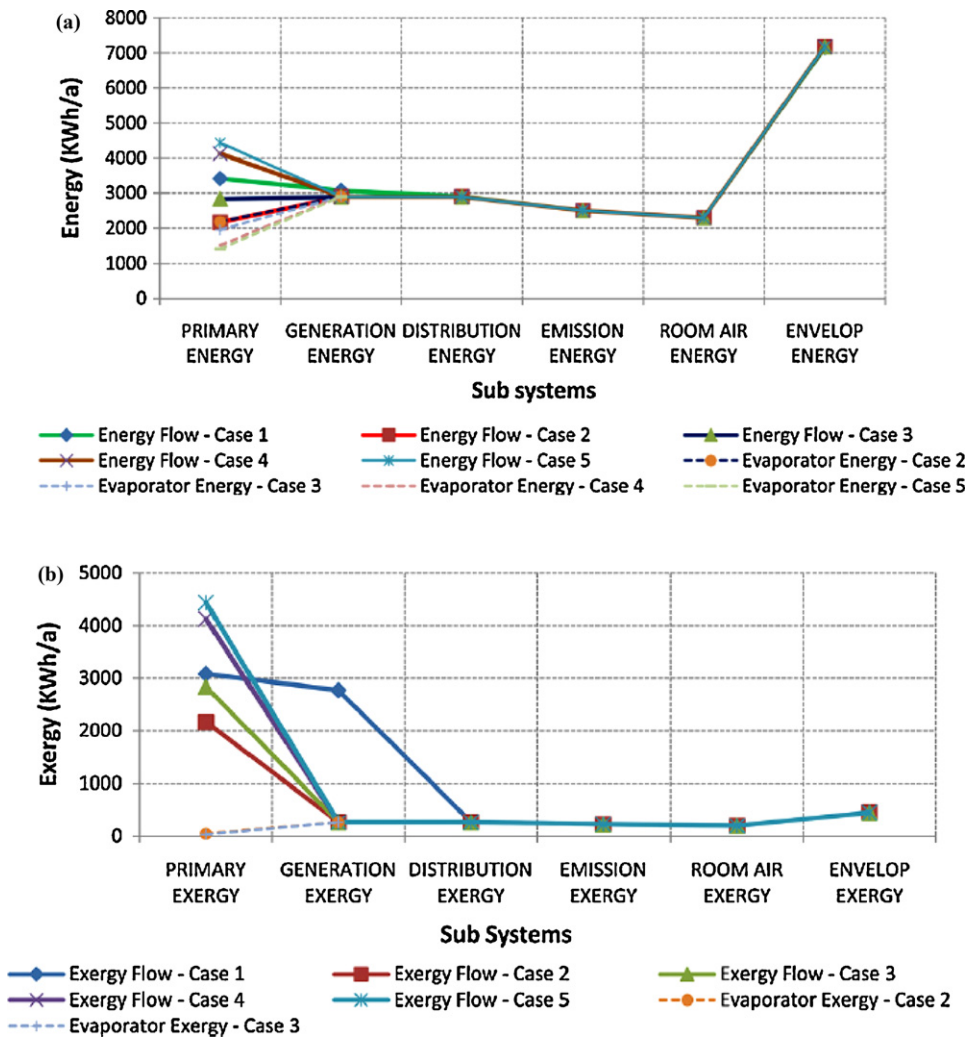 (a)
8000
7000
6000
5000
4000
3000
2000
1000
0
Energy (KWh/a)
PRIMARY ENERGY
GENERATION ENERGY
DISTRIBUTION ENERGY
EMISSION ENERGY
ROOM AIR ENERGY
ENVELOP ENERGY
Sub systems
Energy Flow - Case 1
Energy Flow - Case 2
Energy Flow - Case 3
Energy Flow - Case 4
Energy Flow - Case 5
Evaporator Energy - Case 2
Evaporator Energy - Case 3
Evaporator Energy - Case 4
Evaporator Energy - Case 5
(b)
5000
4000
3000
2000
1000
0
Exergy (KWh/a)
PRIMARY EXERGY
GENERATION EXERGY
DISTRIBUTION EXERGY
EMISSION EXERGY
ROOM AIR EXERGY
ENVELOP EXERGY
Sub Systems
Exergy Flow - Case 1
Exergy Flow - Case 2
Exergy Flow - Case 3
Exergy Flow - Case 4
Exergy Flow - Case 5
Evaporator Exergy - Case 2
Evaporator Exergy - Case 3